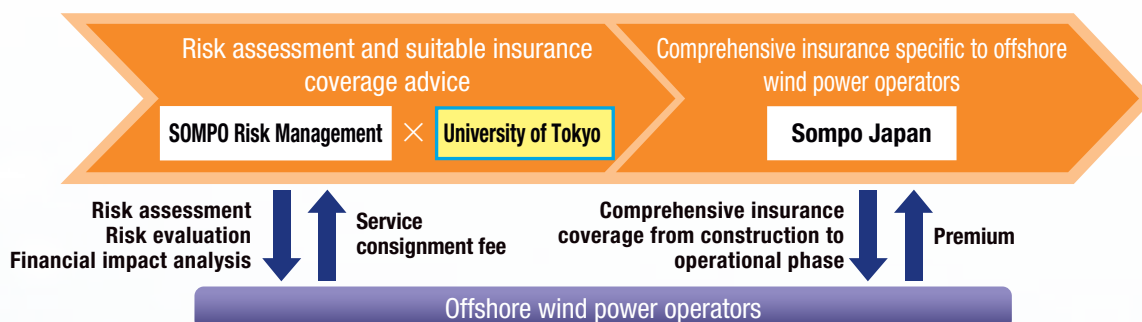 Risk assessment and suitable insurance
coverage advice
SOMPO Risk Management × University of Tokyo
Comprehensive insurance specific to offshore
wind power operators
Sompo Japan
Risk assessment
Risk evaluation
Financial impact analysis
Service
consignment fee
Comprehensive insurance
coverage from construction to
operational phase
Premium
Offshore wind power operators